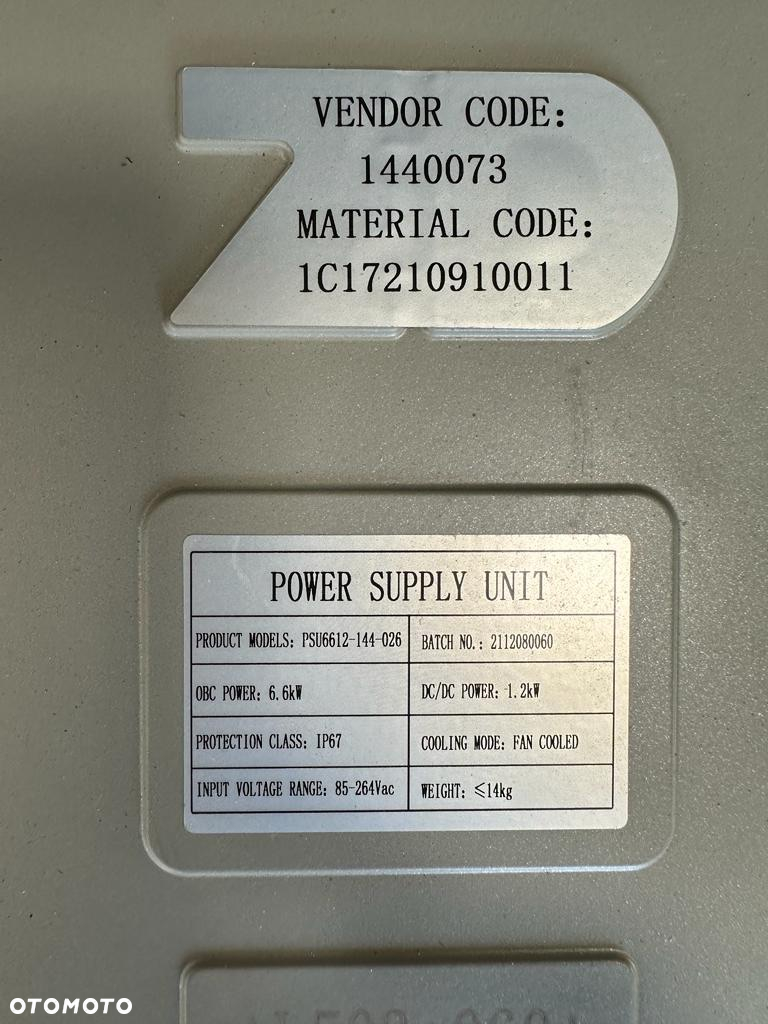 VENDOR CODE:
1440073
MATERIAL CODE:
1C17210910011
POWER SUPPLY UNIT
PRODUCT MODELS: PSU6612-144-026
BATCH NO.: 2112080060
OBC POWER: 6.6kW
DC/DC POWER: 1.2kW
PROTECTION CLASS: IP67
COOLING MODE: FAN COOLED
INPUT VOLTAGE RANGE: 85-264Vac
WEIGHT: ≤14kg
OTOMOTO